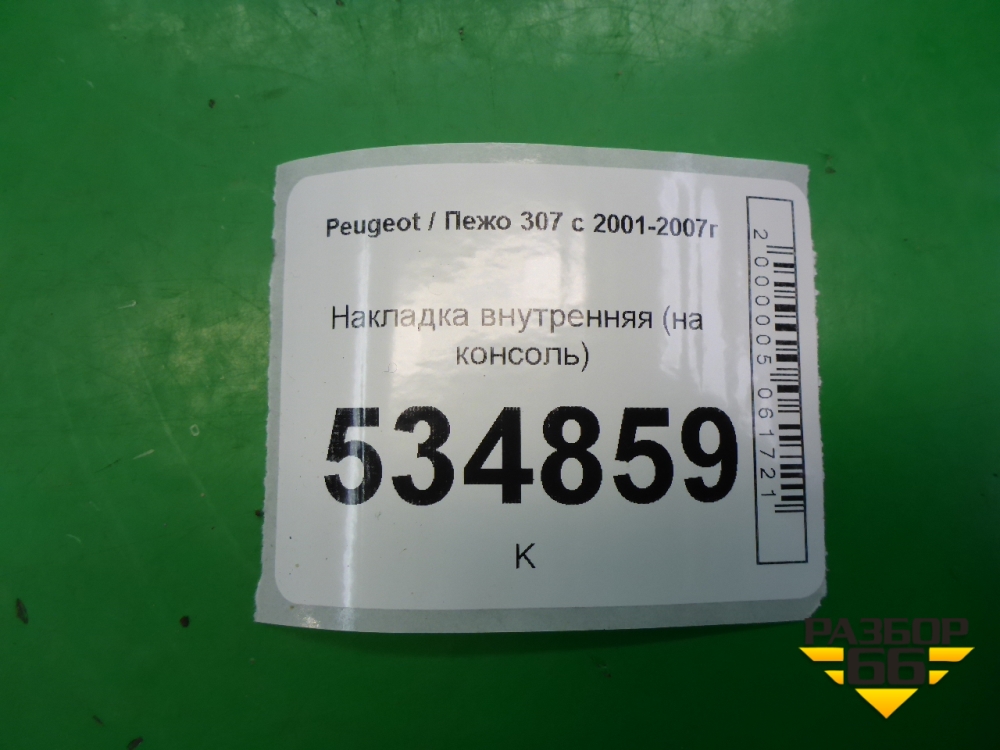 Peugeot / Пежо 307 с 2001-2007г
Накладка внутренняя (на
консоль)
534859
К
2000005061721
РАЗБОР
66